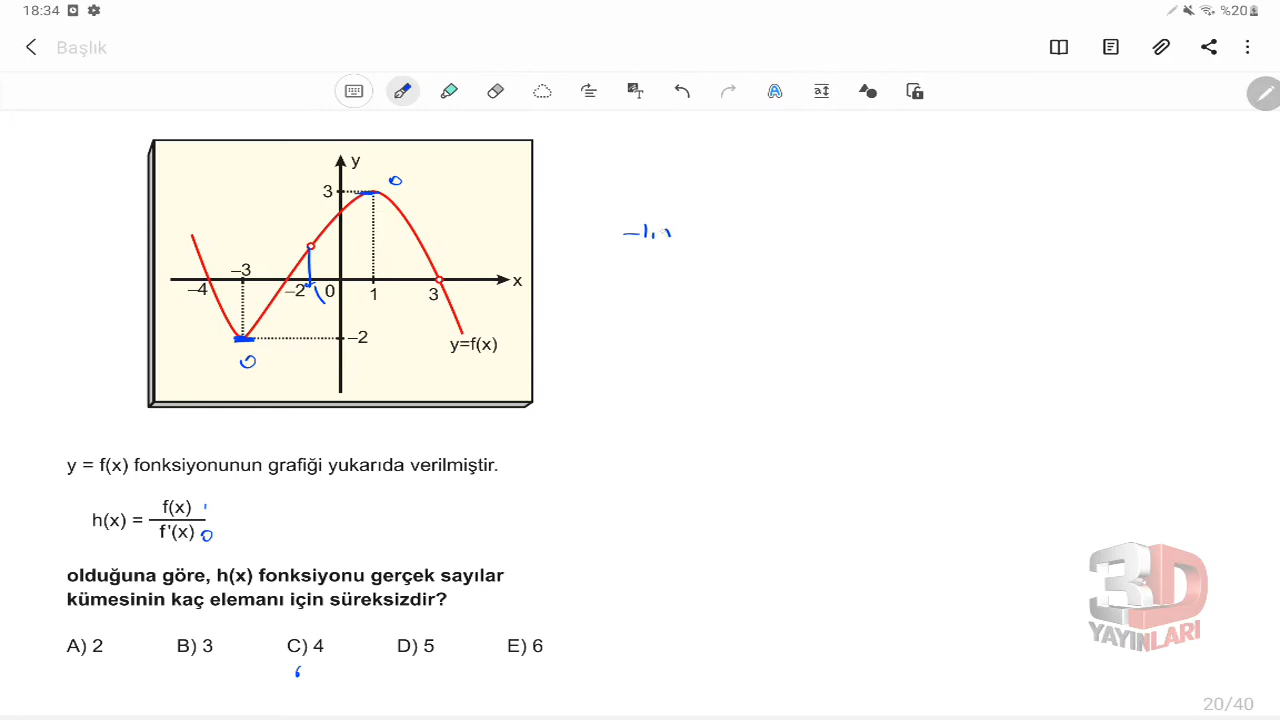 18:34 %20
Başlık
y
3
–3
–4 –2 0 1 3 x
–2
y=f(x)
y = f(x) fonksiyonunun grafiği yukarıda verilmiştir.
h(x) = f(x) / f'(x) 0
olduğuna göre, h(x) fonksiyonu gerçek sayılar
kümesinin kaç elemanı için süreksizdir?
A) 2 B) 3 C) 4 D) 5 E) 6
3D
YAYINLARI
20/40